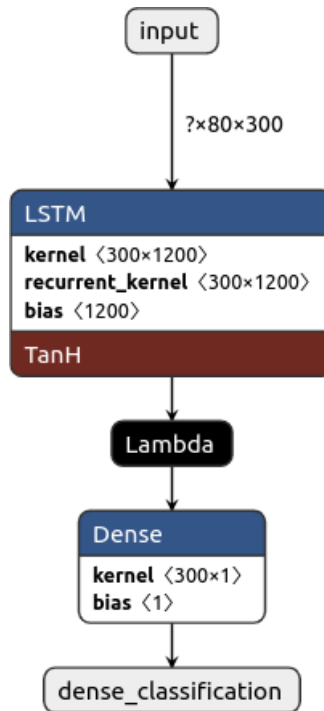 input
?×80×300
LSTM
kernel 〈300×1200〉
recurrent_kernel 〈300×1200〉
bias 〈1200〉
TanH
Lambda
Dense
kernel 〈300×1〉
bias 〈1〉
dense_classification